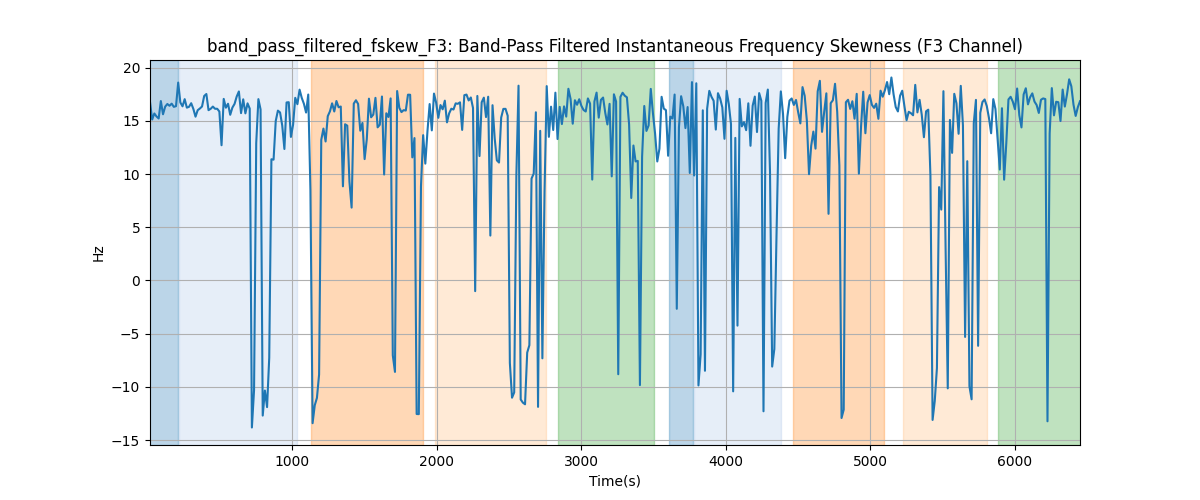 band_pass_filtered_fskew_F3: Band-Pass Filtered Instantaneous Frequency Skewness (F3 Channel)
20
15
10
5
0
−5
−10
−15
Hz
1000 2000 3000 4000 5000 6000
Time(s)